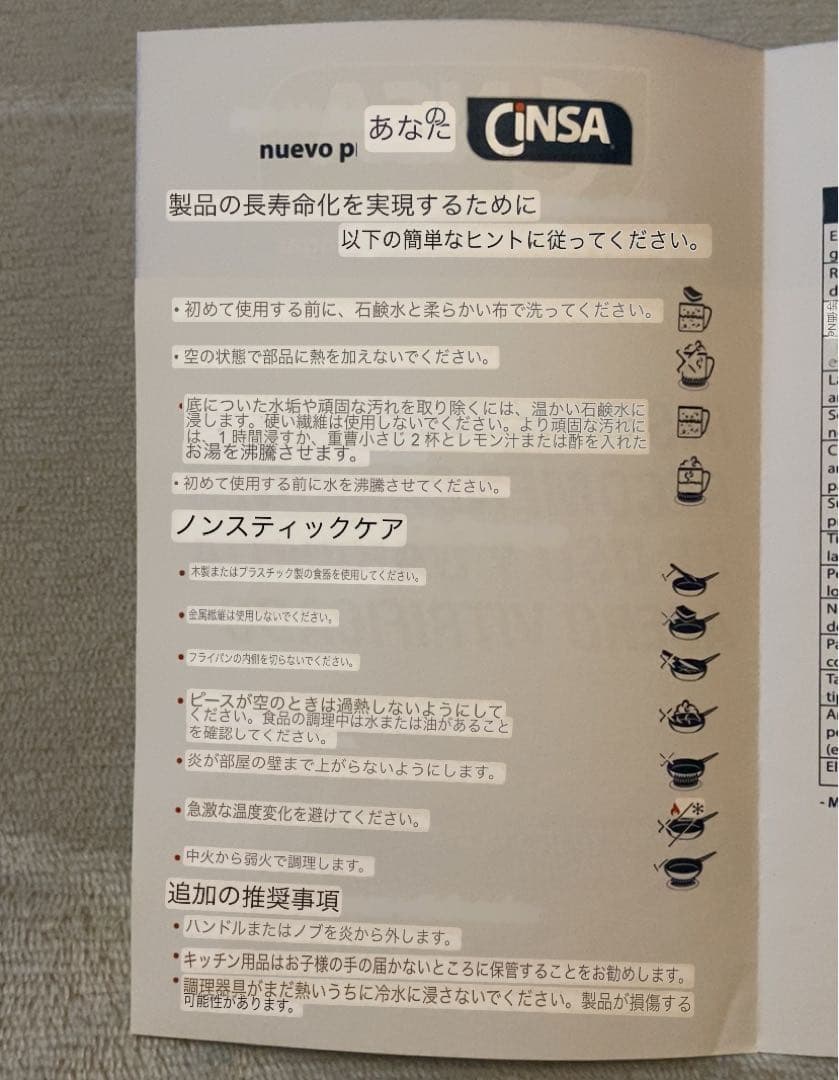 あなたの
CiNSA
nuevo p
製品の長寿命化を実現するために
以下の簡単なヒントに従ってください。
• 初めて使用する前に、石鹸水と柔らかい布で洗ってください。
• 空の状態で部品に熱を加えないでください。
• 底についた水垢や頑固な汚れを取り除くには、温かい石鹸水に
浸します。硬い繊維は使用しないでください。より頑固な汚れに
は、1 時間浸すか、重曹小さじ 2 杯とレモン汁または酢を入れた
お湯を沸騰させます。
• 初めて使用する前に水を沸騰させてください。
ノンスティックケア
• 木製またはプラスチック製の食器を使用してください。
• 金属繊維は使用しないでください。
• フライパンの内側を切らないでください。
• ピースが空のときは過熱しないようにして
ください。食品の調理中は水または油があること
を確認してください。
• 炎が部屋の壁まで上がらないようにします。
• 急激な温度変化を避けてください。
• 中火から弱火で調理します。
追加の推奨事項
• ハンドルまたはノブを炎から外します。
• キッチン用品はお子様の手の届かないところに保管することをお勧めします。
• 調理器具がまだ熱いうちに冷水に浸さないでください。製品が損傷する
可能性があります。
E
g
R
d
La
a
S
n
C
a
p
S
p
Ti
la
P
lo
N
d
Pa
c
Ta
ti
A
p
(e
El
- M